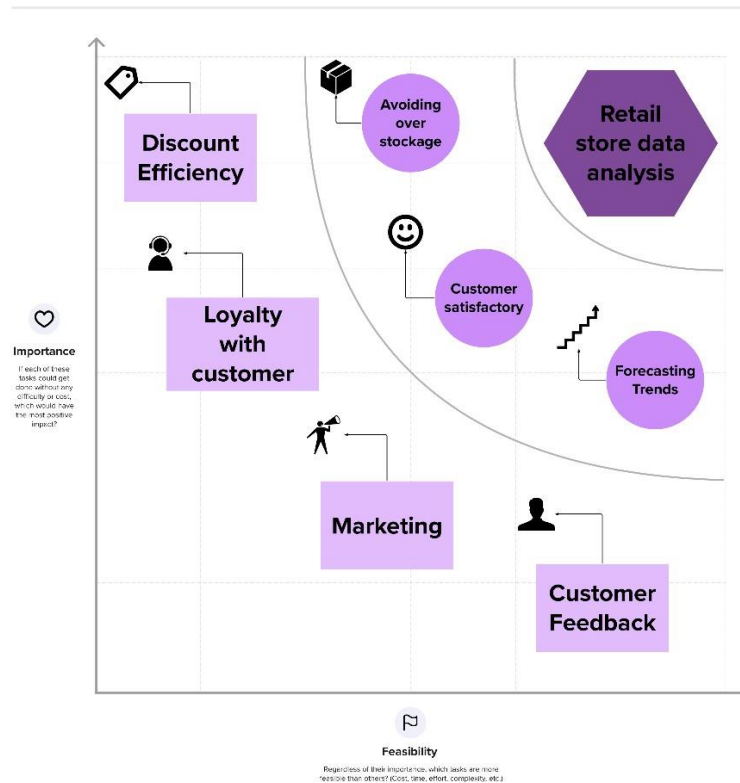 Discount
Efficiency
Avoiding
over
stockage
Retail
store data
analysis
Loyalty
with
customer
Customer
satisfactory
Forecasting
Trends
Importance
If each of these
tasks could get
done without any
difficulty or cost,
which would have
the most positive
impact?
Marketing
Customer
Feedback
Feasibility
Regardless of their importance, which tasks are more
feasible than others? (Cost, time, effort, complexity, etc.)